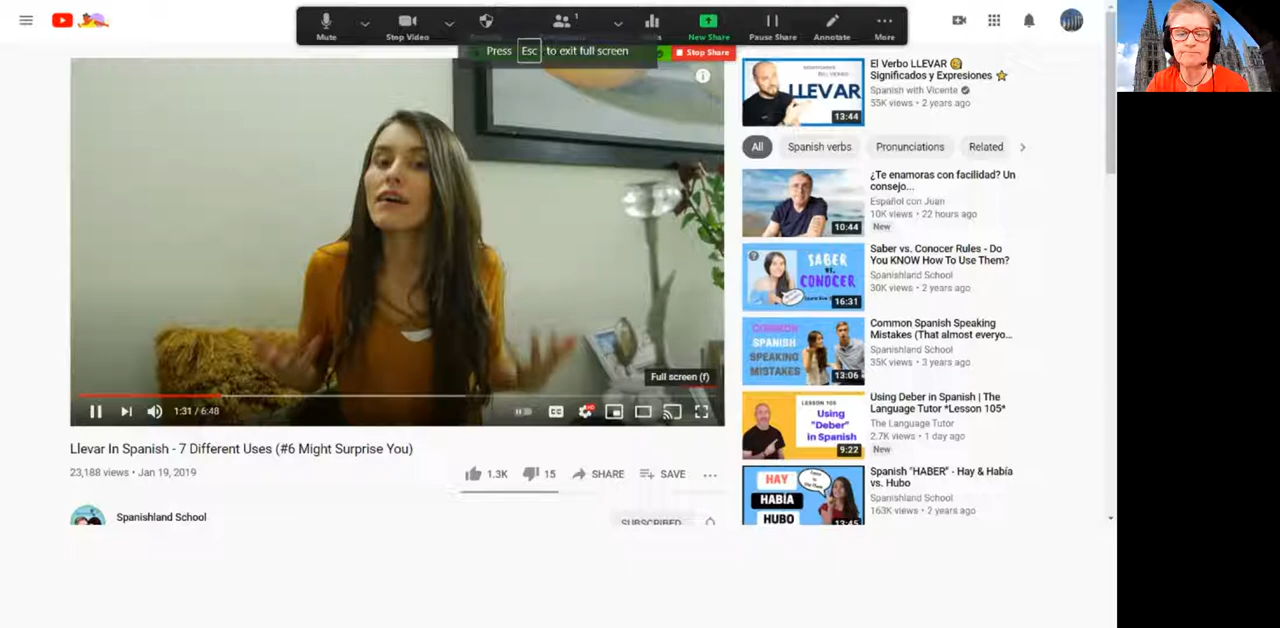 1
Mute
Stop Video
New Share
Pause Share
Annotate
More
Press Esc to exit full screen
Stop Share
Full screen (f)
CC
1:31 / 6:48
Llevar In Spanish - 7 Different Uses (#6 Might Surprise You)
23,188 views • Jan 19, 2019
1.3K
15
SHARE
SAVE
Spanishland School
SUBSCRIBED
LLEVAR
13:44
El Verbo LLEVAR
Significados y Expresiones
Spanish with Vicente
55K views • 2 years ago
All
Spanish verbs
Pronunciations
Related
10:44
¿Te enamoras con facilidad? Un
consejo...
Español con Juan
10K views • 22 hours ago
New
SABER
vs.
CONOCER
16:31
Saber vs. Conocer Rules - Do
You KNOW How To Use Them?
Spanishland School
30K views • 2 years ago
COMMON
SPANISH
SPEAKING
MISTAKES
13:06
Common Spanish Speaking
Mistakes (That almost everyo...
Spanishland School
35K views • 3 years ago
LESSON 105
Using
"Deber"
in Spanish
9:22
Using Deber in Spanish | The
Language Tutor *Lesson 105*
The Language Tutor
2.7K views • 1 day ago
New
HAY
HABÍA
HUBO
13:45
Spanish "HABER" - Hay & Había
vs. Hubo
Spanishland School
163K views • 2 years ago